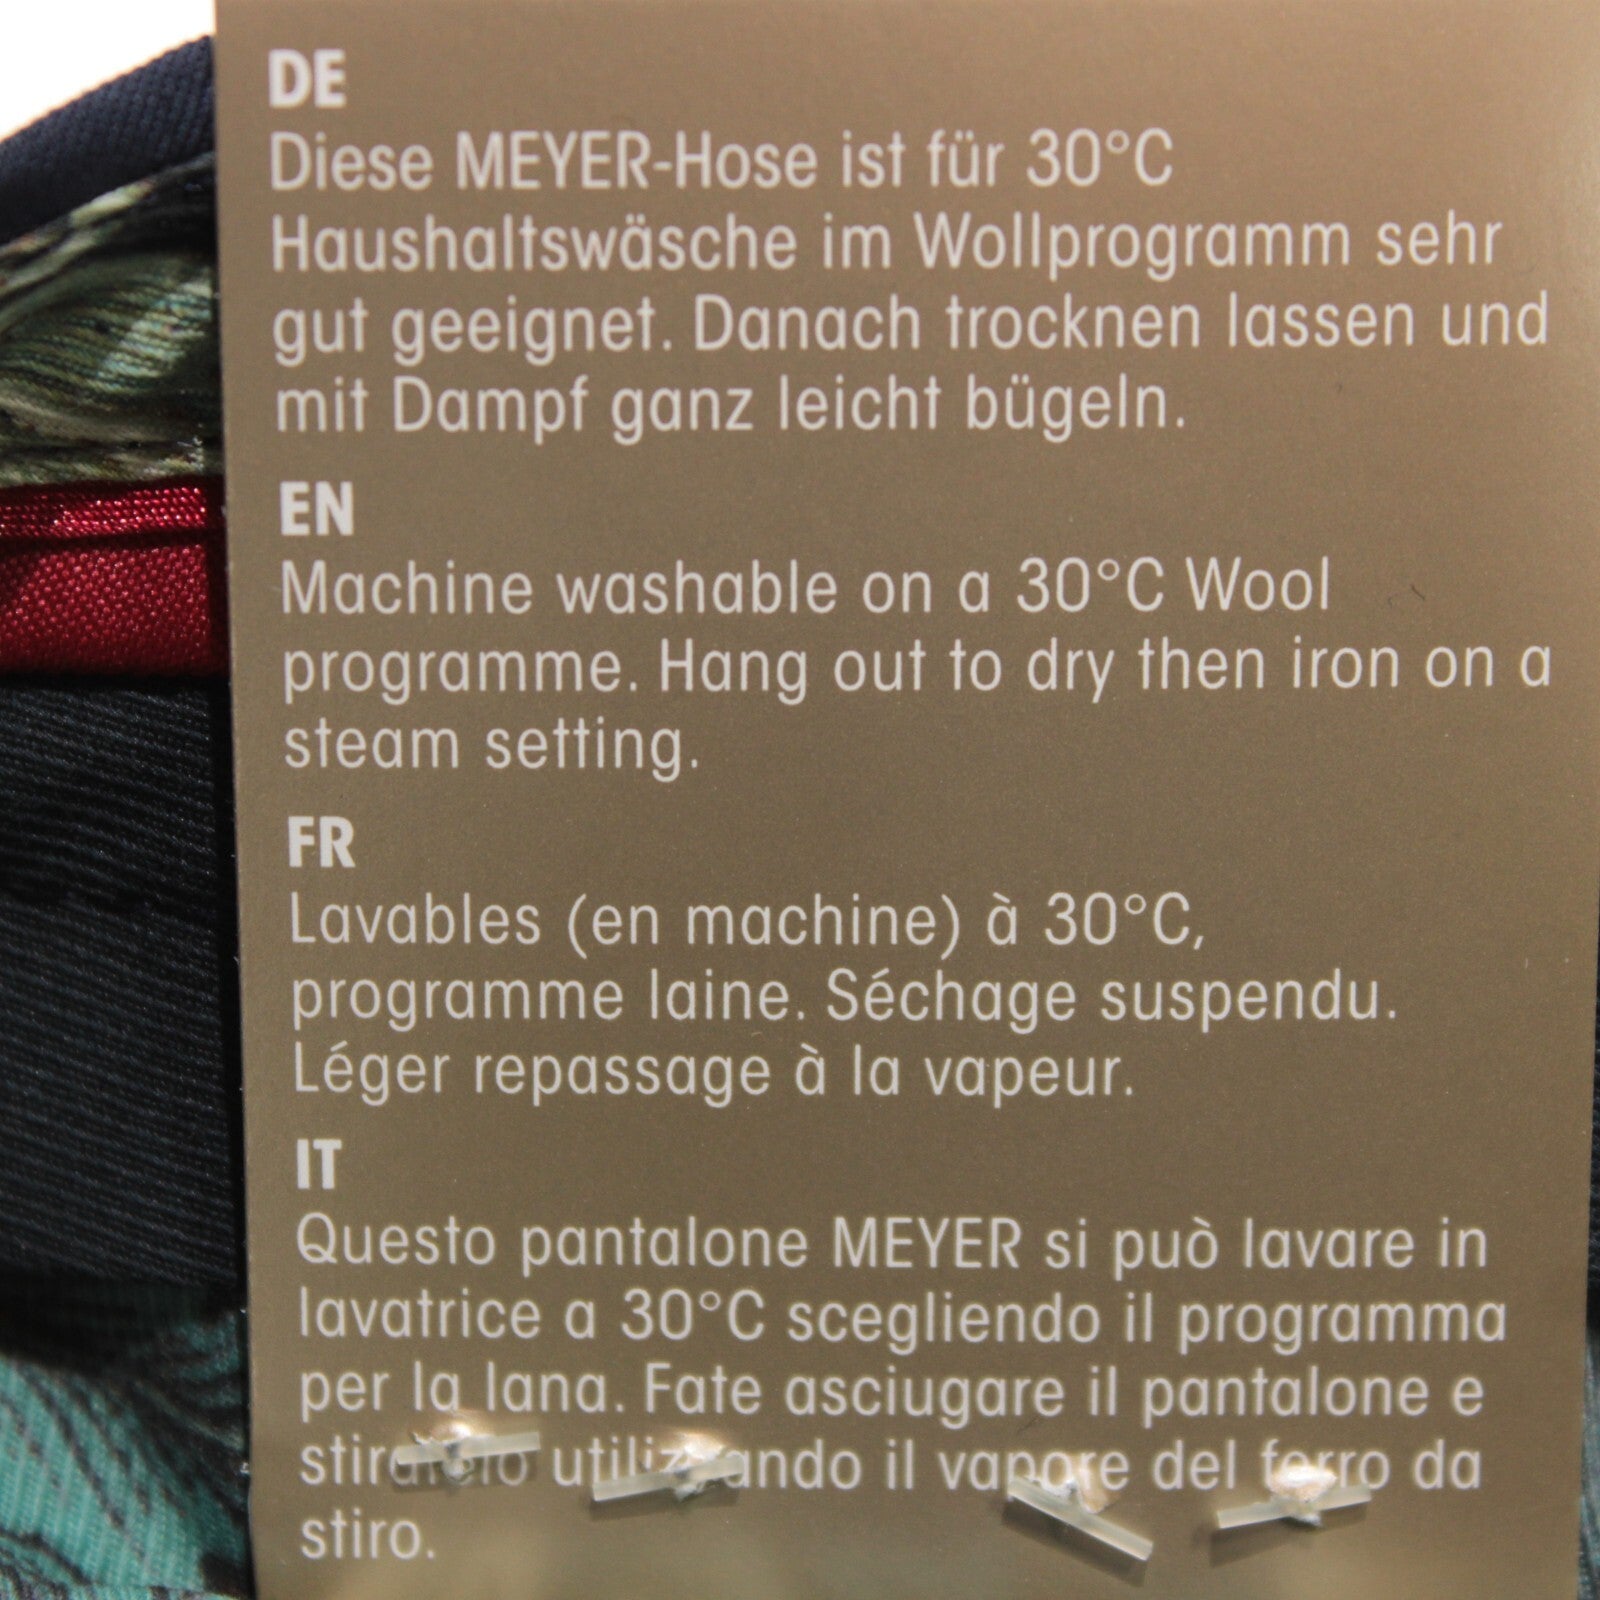 DE
Diese MEYER-Hose ist für 30°C
Haushaltswäsche im Wollprogramm sehr
gut geeignet. Danach trocknen lassen und
mit Dampf ganz leicht bügeln.
EN
Machine washable on a 30°C Wool
programme. Hang out to dry then iron on a
steam setting.
FR
Lavables (en machine) à 30°C,
programme laine. Séchage suspendu.
Léger repassage à la vapeur.
IT
Questo pantalone MEYER si può lavare in
lavatrice a 30°C scegliendo il programma
per la lana. Fate asciugare il pantalone e
stiratelo utilizzando il vapore del ferro da
stiro.